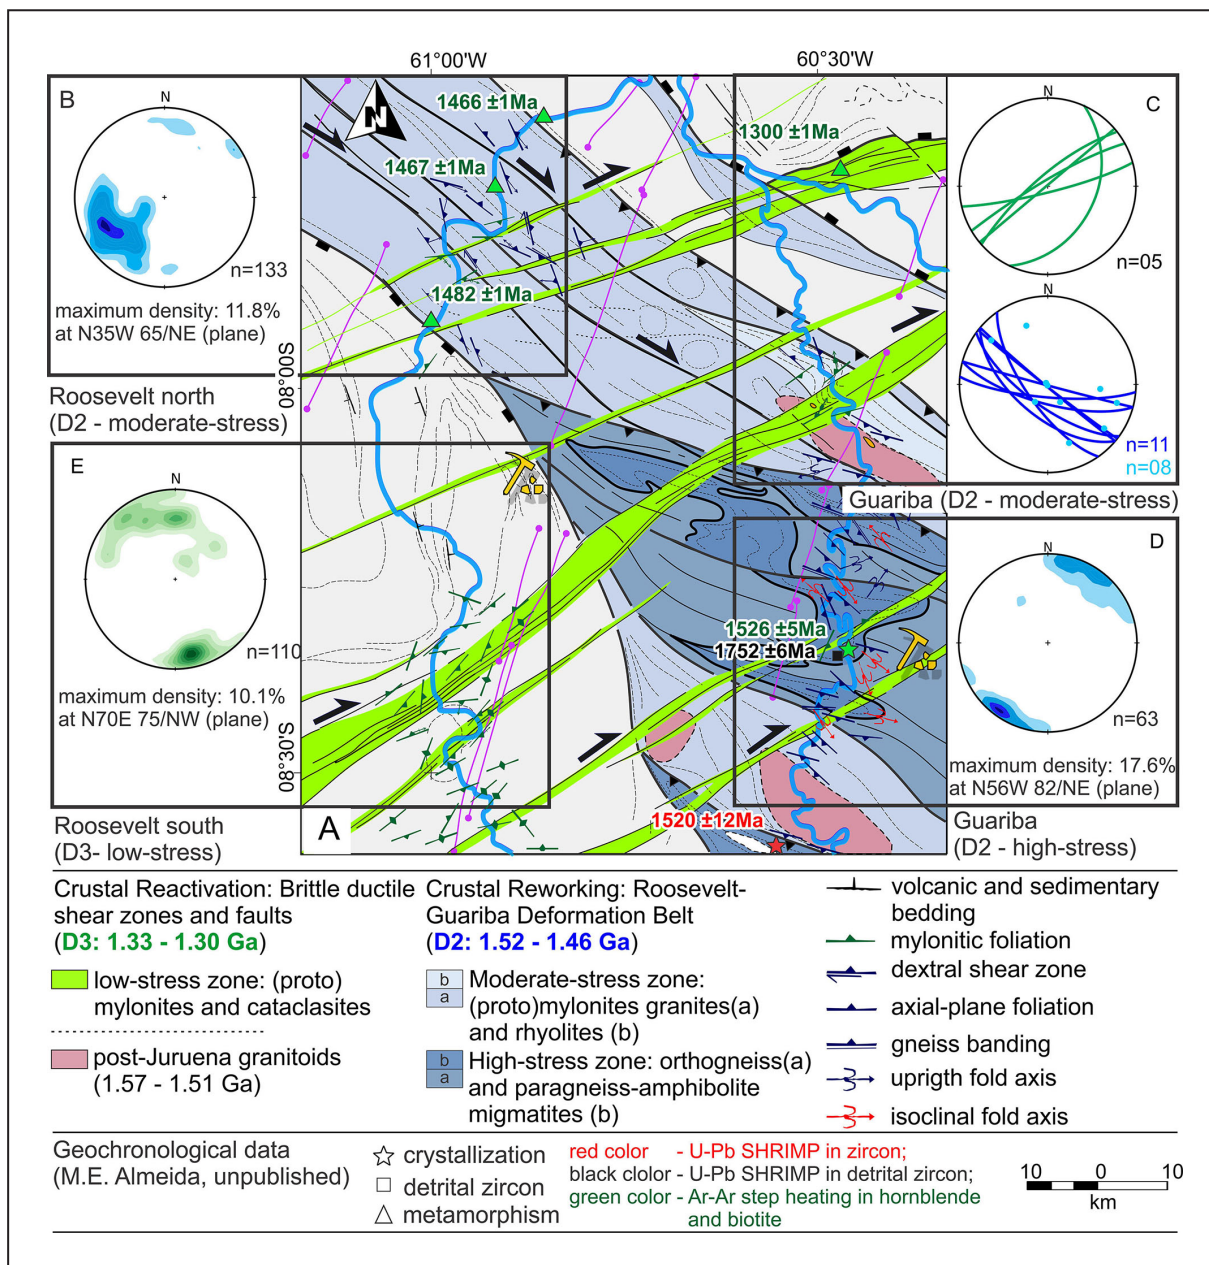 61°00'W
60°30'W
B
N
n=133
maximum density: 11.8%
at N35W 65/NE (plane)
Roosevelt north
(D2 - moderate-stress)
N
1466 ±1Ma
1467 ±1Ma
1482 ±1Ma
1300 ±1Ma
08°00'S
C
N
n=05
N
n=11
n=08
Guariba (D2 - moderate-stress)
E
N
n=110
maximum density: 10.1%
at N70E 75/NW (plane)
Roosevelt south
(D3- low-stress)
08°30'S
A
1526 ±5Ma
1752 ±6Ma
1520 ±12Ma
D
N
n=63
maximum density: 17.6%
at N56W 82/NE (plane)
Guariba
(D2 - high-stress)
Crustal Reactivation: Brittle ductile
shear zones and faults
(D3: 1.33 - 1.30 Ga)
low-stress zone: (proto)
mylonites and cataclasites
post-Juruena granitoids
(1.57 - 1.51 Ga)
Crustal Reworking: Roosevelt-
Guariba Deformation Belt
(D2: 1.52 - 1.46 Ga)
b
a
Moderate-stress zone:
(proto)mylonites granites(a)
and rhyolites (b)
b
a
High-stress zone: orthogneiss(a)
and paragneiss-amphibolite
migmatites (b)
volcanic and sedimentary
bedding
mylonitic foliation
dextral shear zone
axial-plane foliation
gneiss banding
uprigth fold axis
isoclinal fold axis
Geochronological data
(M.E. Almeida, unpublished)
crystallization
detrital zircon
metamorphism
red color - U-Pb SHRIMP in zircon;
black clolor - U-Pb SHRIMP in detrital zircon;
green color - Ar-Ar step heating in hornblende
and biotite
10 0 10
km